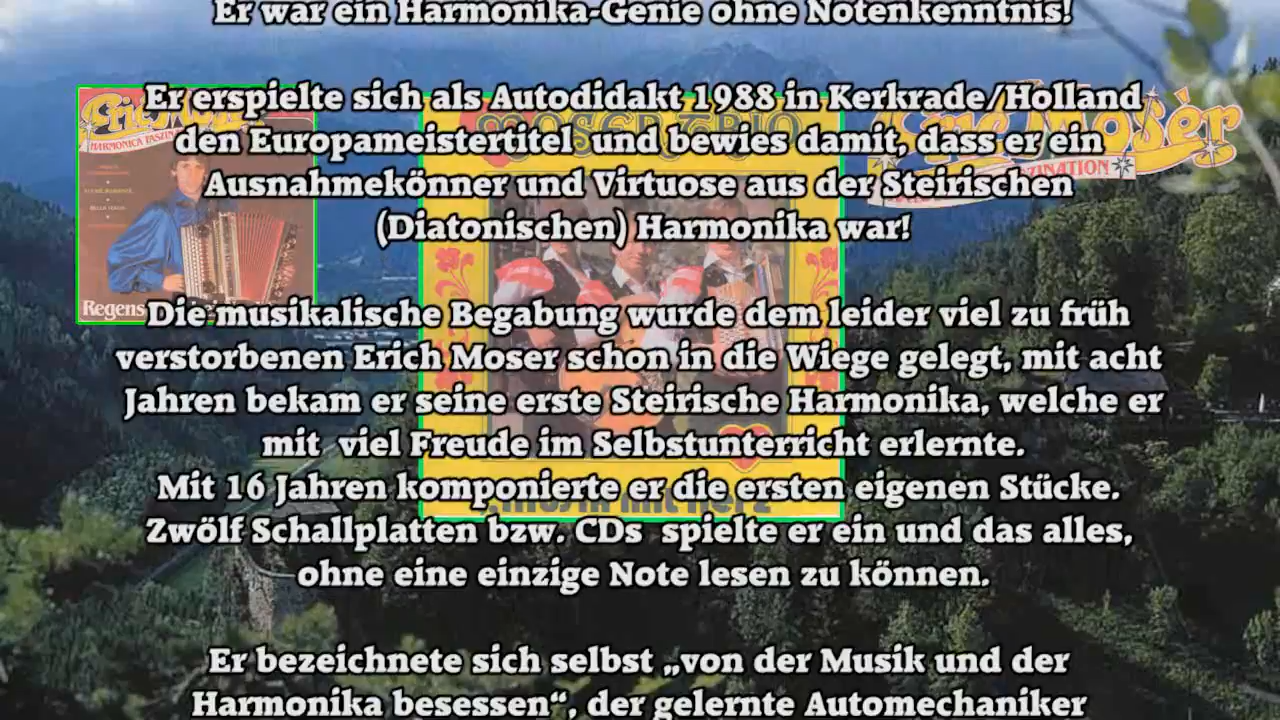 Er war ein Harmonika-Genie ohne Notenkenntnis!
Er erspielte sich als Autodidakt 1988 in Kerkrade/Holland
den Europameistertitel  und bewies damit, dass er ein
Ausnahmekönner und Virtuose aus der Steirischen
(Diatonischen) Harmonika war!
Die musikalische Begabung wurde dem leider viel zu früh
verstorbenen Erich Moser schon in die Wiege gelegt, mit acht
Jahren bekam er seine erste Steirische Harmonika, welche er
mit  viel Freude im Selbstunterricht erlernte.
Mit 16 Jahren komponierte er die ersten eigenen Stücke.
Zwölf Schallplatten bzw. CDs  spielte er ein und das alles,
ohne eine einzige Note lesen zu können.
Er bezeichnete sich selbst „von der Musik und der
Harmonika besessen“, der gelernte Automechaniker
MOSER TRIO
Moser
Regens